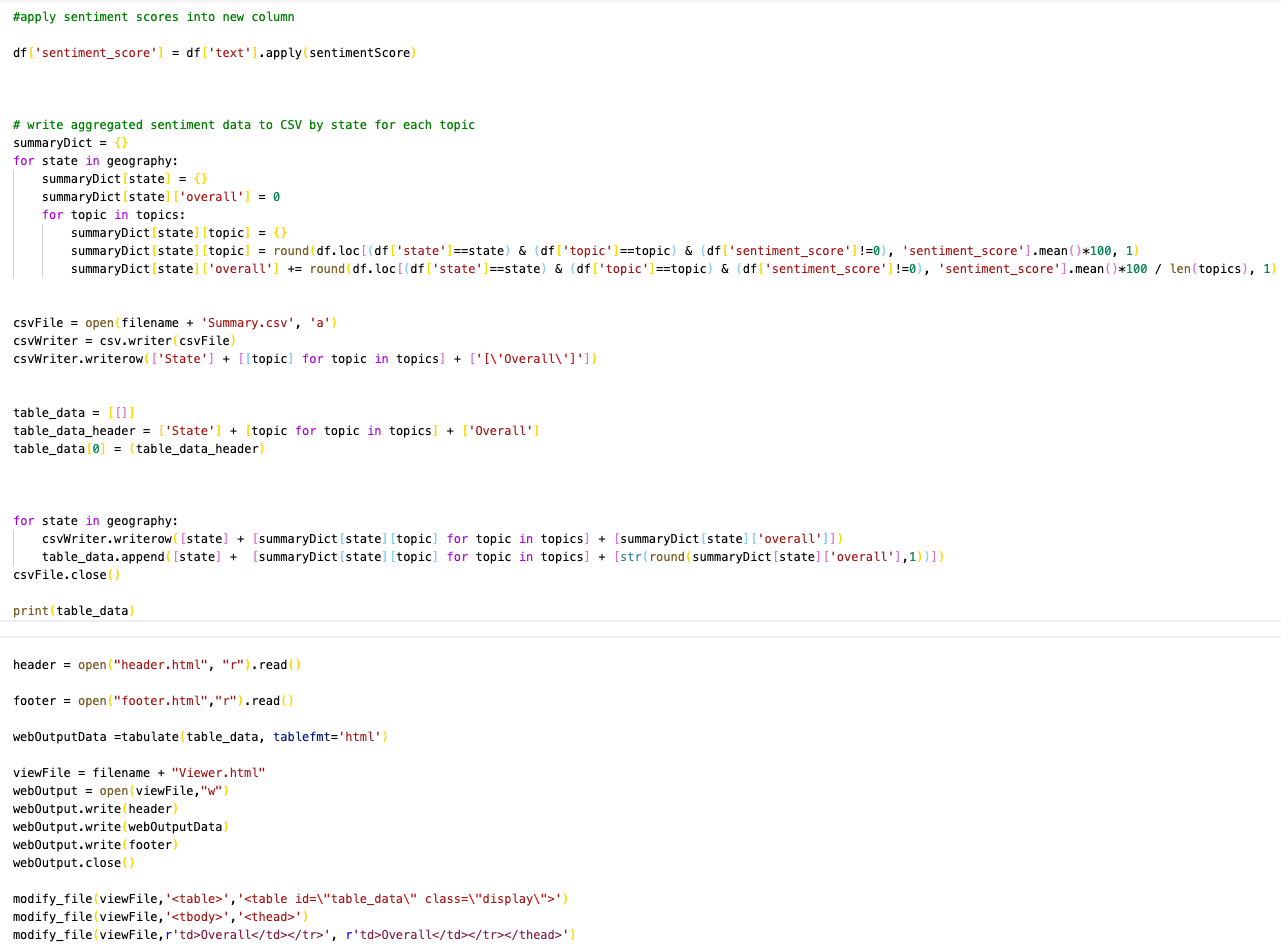 #apply sentiment scores into new column
df['sentiment_score'] = df['text'].apply(sentimentScore)
# write aggregated sentiment data to CSV by state for each topic
summaryDict = {}
for state in geography:
    summaryDict[state] = {}
    summaryDict[state]['overall'] = 0
    for topic in topics:
        summaryDict[state][topic] = {}
        summaryDict[state][topic] = round(df.loc[(df['state']==state) & (df['topic']==topic) & (df['sentiment_score']!=0), 'sentiment_score'].mean()*100, 1)
        summaryDict[state]['overall'] += round(df.loc[(df['state']==state) & (df['topic']==topic) & (df['sentiment_score']!=0), 'sentiment_score'].mean()*100 / len(topics), 1)
csvFile = open(filename + 'Summary.csv', 'a')
csvWriter = csv.writer(csvFile)
csvWriter.writerow(['State'] + [[topic] for topic in topics] + ['[\'Overall\']'])
table_data = [[]]
table_data_header = ['State'] + [topic for topic in topics] + ['Overall']
table_data[0] = (table_data_header)
for state in geography:
    csvWriter.writerow([state] + [summaryDict[state][topic] for topic in topics] + [summaryDict[state]['overall']])
    table_data.append([state] +  [summaryDict[state][topic] for topic in topics] + [str(round(summaryDict[state]['overall'],1))])
csvFile.close()
print(table_data)
header = open("header.html", "r").read()
footer = open("footer.html","r").read()
webOutputData =tabulate(table_data, tablefmt='html')
viewFile = filename + "Viewer.html"
webOutput = open(viewFile,"w")
webOutput.write(header)
webOutput.write(webOutputData)
webOutput.write(footer)
webOutput.close()
modify_file(viewFile,'<table>','<table id=\"table_data\" class=\"display\">')
modify_file(viewFile,'<tbody>','<thead>')
modify_file(viewFile,r'td>Overall</td></tr>', r'td>Overall</td></tr></thead>')